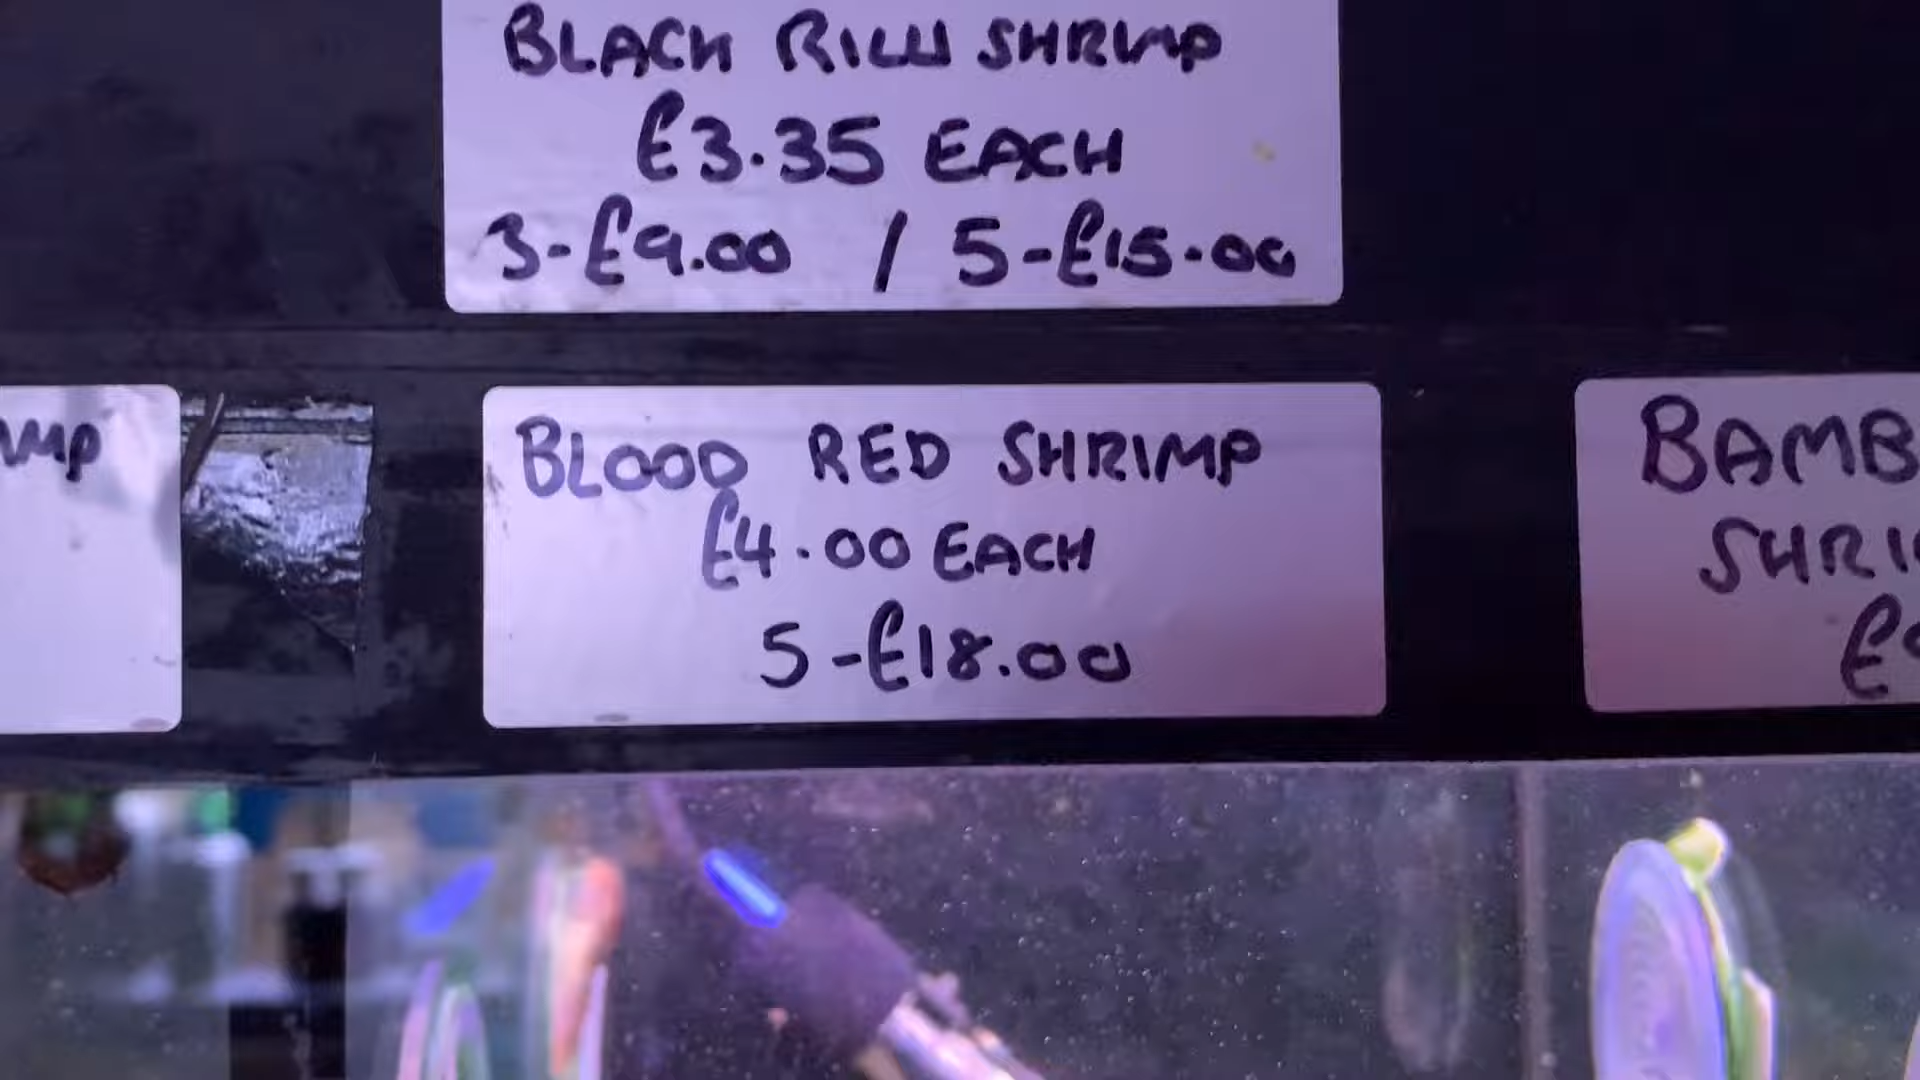 BLACK RILLI SHRIMP
£3.35 EACH
3-£9.00 / 5-£15.00
BLOOD RED SHRIMP
£4.00 EACH
5-£18.00
BAMB
SHRI
£